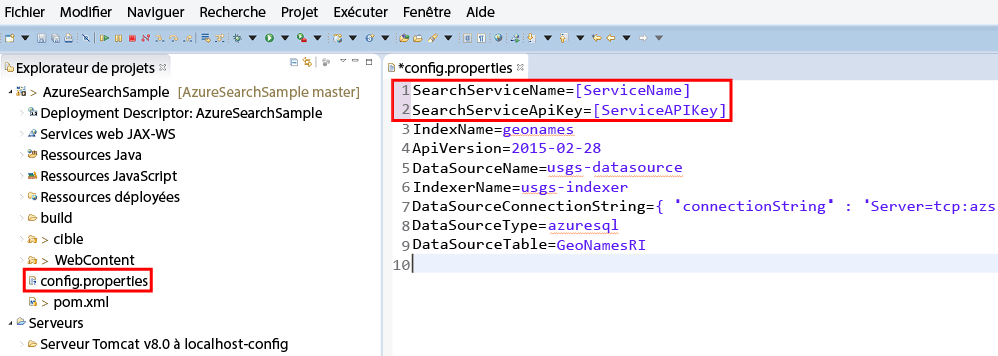 Fichier Modifier Naviguer Recherche Projet Exécuter Fenêtre Aide
Explorateur de projets
> AzureSearchSample [AzureSearchSample master]
Deployment Descriptor: AzureSearchSample
Services web JAX-WS
Ressources Java
Ressources JavaScript
Ressources déployées
build
> cible
> WebContent
config.properties
> pom.xml
Serveurs
Serveur Tomcat v8.0 à localhost-config
*config.properties
1 SearchServiceName=[ServiceName]
2 SearchServiceApiKey=[ServiceAPIKey]
3 IndexName=geonames
4 ApiVersion=2015-02-28
5 DataSourceName=usgs-datasource
6 IndexerName=usgs-indexer
7 DataSourceConnectionString={ 'connectionString' : 'Server=tcp:azs
8 DataSourceType=azuresql
9 DataSourceTable=GeoNamesRI
10